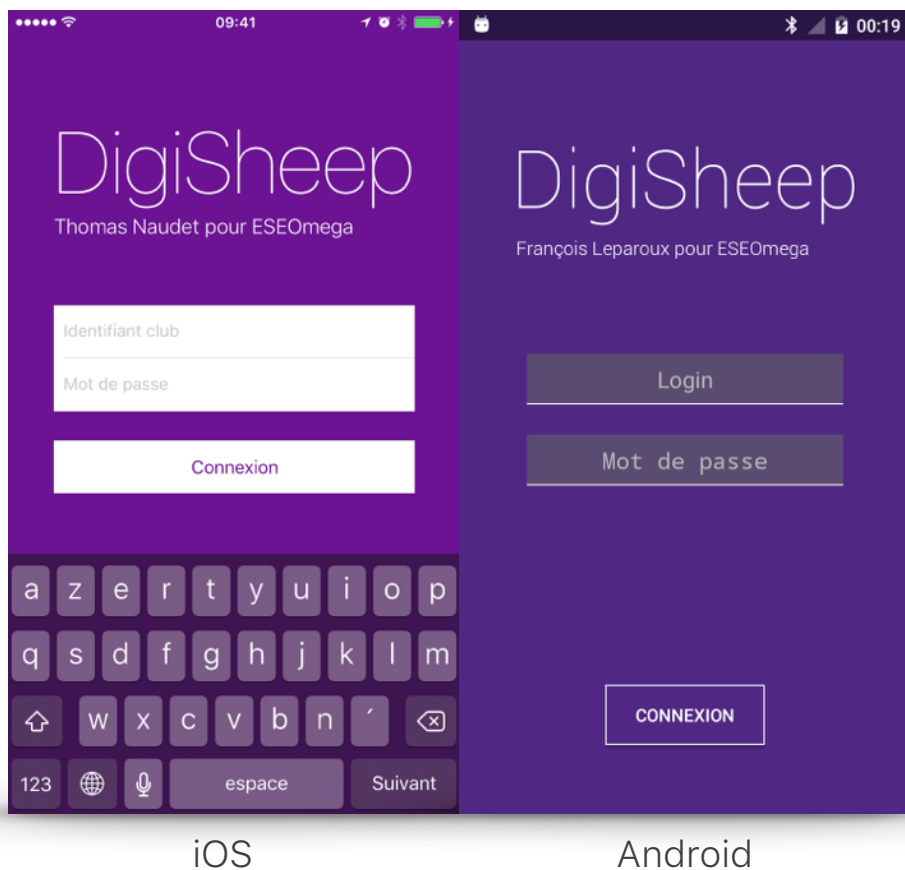 09:41
DigiSheep
Thomas Naudet pour ESEOmega
Identifiant club
Mot de passe
Connexion
a z e r t y u i o p
q s d f g h j k l m
w x c v b n ´
123 espace Suivant
iOS
00:19
DigiSheep
François Leparoux pour ESEOmega
Login
Mot de passe
CONNEXION
Android